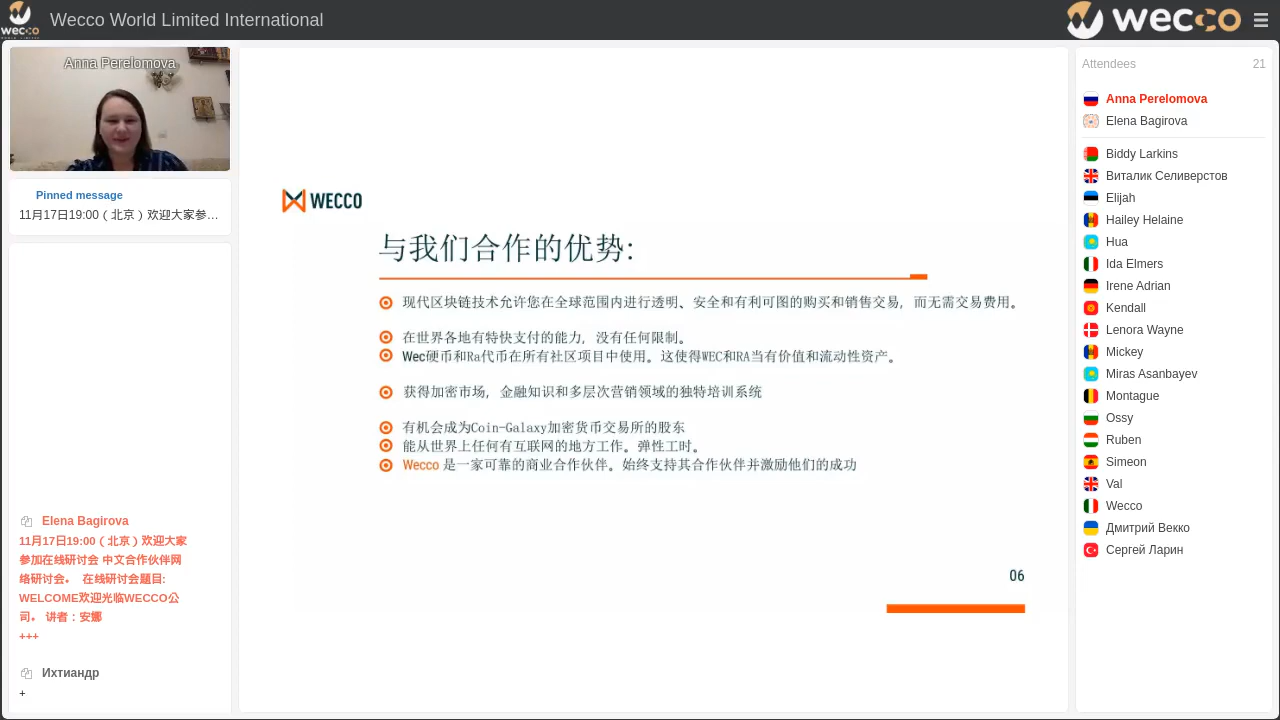 wecco
Wecco World Limited International
wecco
Anna Perelomova
Pinned message
11月17日19:00（北京）欢迎大家参…
Elena Bagirova
11月17日19:00（北京）欢迎大家
参加在线研讨会 中文合作伙伴网
络研讨会。 在线研讨会题目:
WELCOME欢迎光临WECCO公
司。 讲者：安娜
+++
Ихтиандр
+
WECCO
与我们合作的优势:
现代区块链技术允许您在全球范围内进行透明、安全和有利可图的购买和销售交易，而无需交易费用。
在世界各地有特快支付的能力，没有任何限制。
Wec硬币和Ra代币在所有社区项目中使用。这使得WEC和RA当有价值和流动性资产。
获得加密市场，金融知识和多层次营销领域的独特培训系统
有机会成为Coin-Galaxy加密货币交易所的股东
能从世界上任何有互联网的地方工作。弹性工时。
Wecco 是一家可靠的商业合作伙伴。始终支持其合作伙伴并激励他们的成功
06
Attendees 21
Anna Perelomova
Elena Bagirova
Biddy Larkins
Виталик Селиверстов
Elijah
Hailey Helaine
Hua
Ida Elmers
Irene Adrian
Kendall
Lenora Wayne
Mickey
Miras Asanbayev
Montague
Ossy
Ruben
Simeon
Val
Wecco
Дмитрий Векко
Сергей Ларин